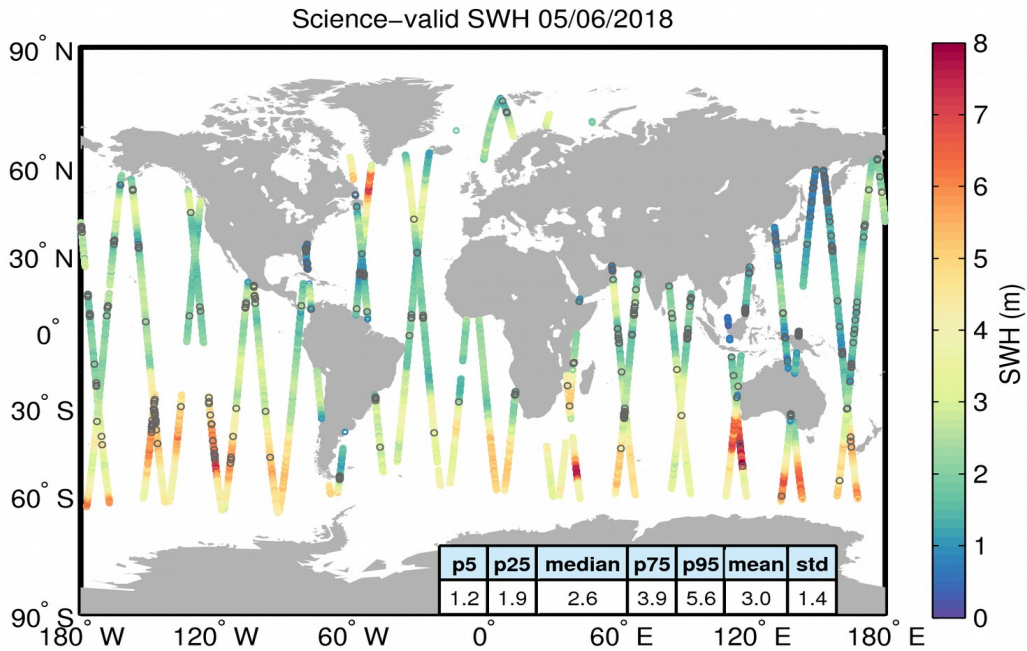 Science−valid SWH 05/06/2018
90° N
60° N
30° N
0°
30° S
60° S
90° S
180° W
120° W
60° W
0°
60° E
120° E
180° E
p5 p25 median p75 p95 mean std
1.2 1.9 2.6 3.9 5.6 3.0 1.4
8
7
6
5
4
3
2
1
0
SWH (m)